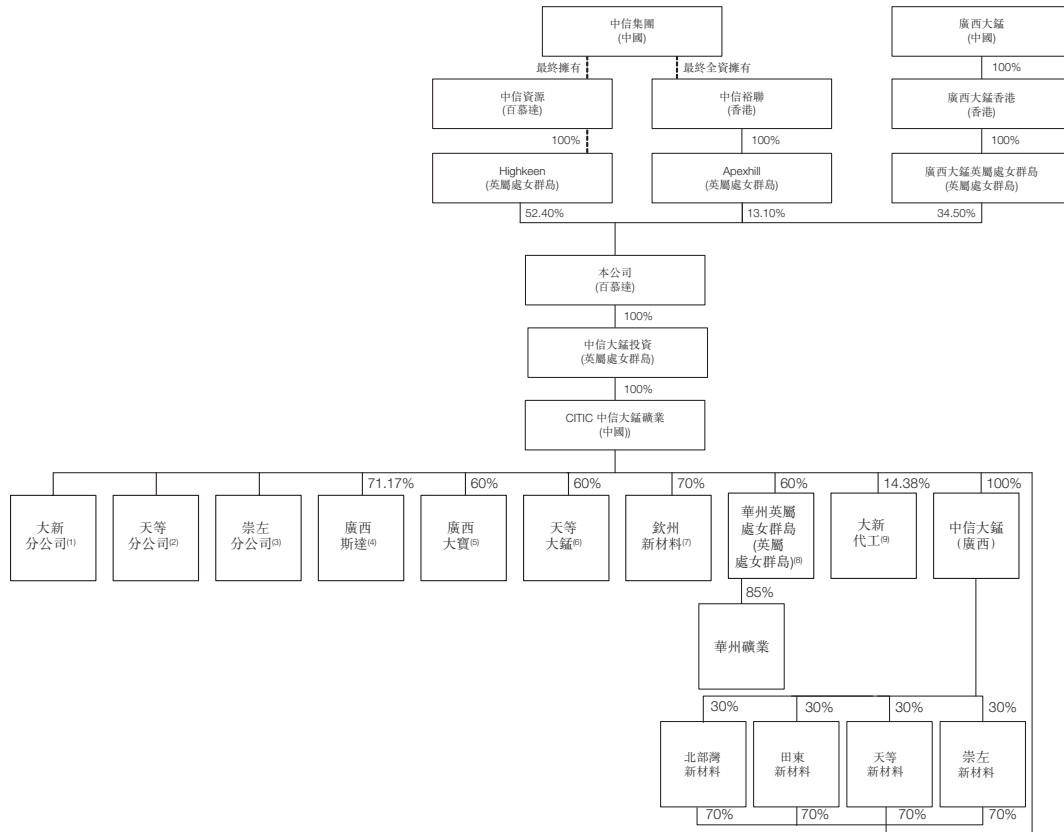 中信集團
(中國)
廣西大錳
(中國)
最終擁有
最終全資擁有
100%
中信資源
(百慕達)
中信裕聯
(香港)
廣西大錳香港
(香港)
100%
100%
100%
Highkeen
(英屬處女群島)
Apexhill
(英屬處女群島)
廣西大錳英屬處女群島
(英屬處女群島)
52.40%
13.10%
34.50%
本公司
(百慕達)
100%
中信大錳投資
(英屬處女群島)
100%
CITIC 中信大錳礦業
(中國))
71.17%
60%
60%
70%
60%
14.38%
100%
大新
分公司(1)
天等
分公司(2)
崇左
分公司(3)
廣西
斯達(4)
廣西
大寶(5)
天等
大錳(6)
欽州
新材料(7)
華州英屬
處女群島
(英屬
處女群島)(8)
大新
代工(9)
中信大錳
(廣西)
85%
華州礦業
30%
30%
30%
30%
北部灣
新材料
田東
新材料
天等
新材料
崇左
新材料
70%
70%
70%
70%